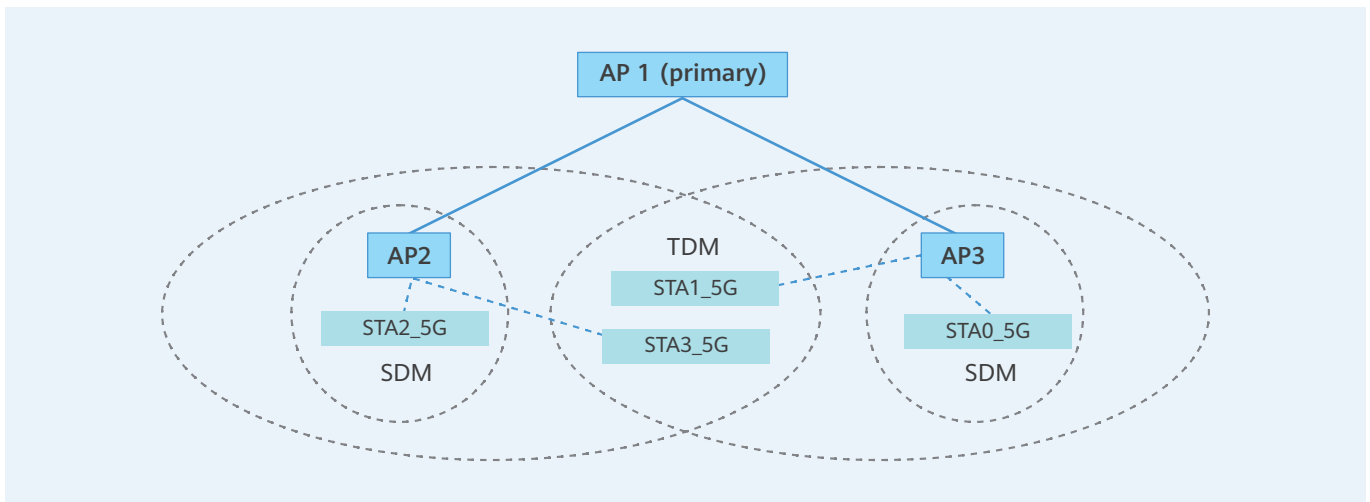 AP 1 (primary)
TDM
AP2
AP3
STA1_5G
STA2_5G
STA0_5G
STA3_5G
SDM
SDM